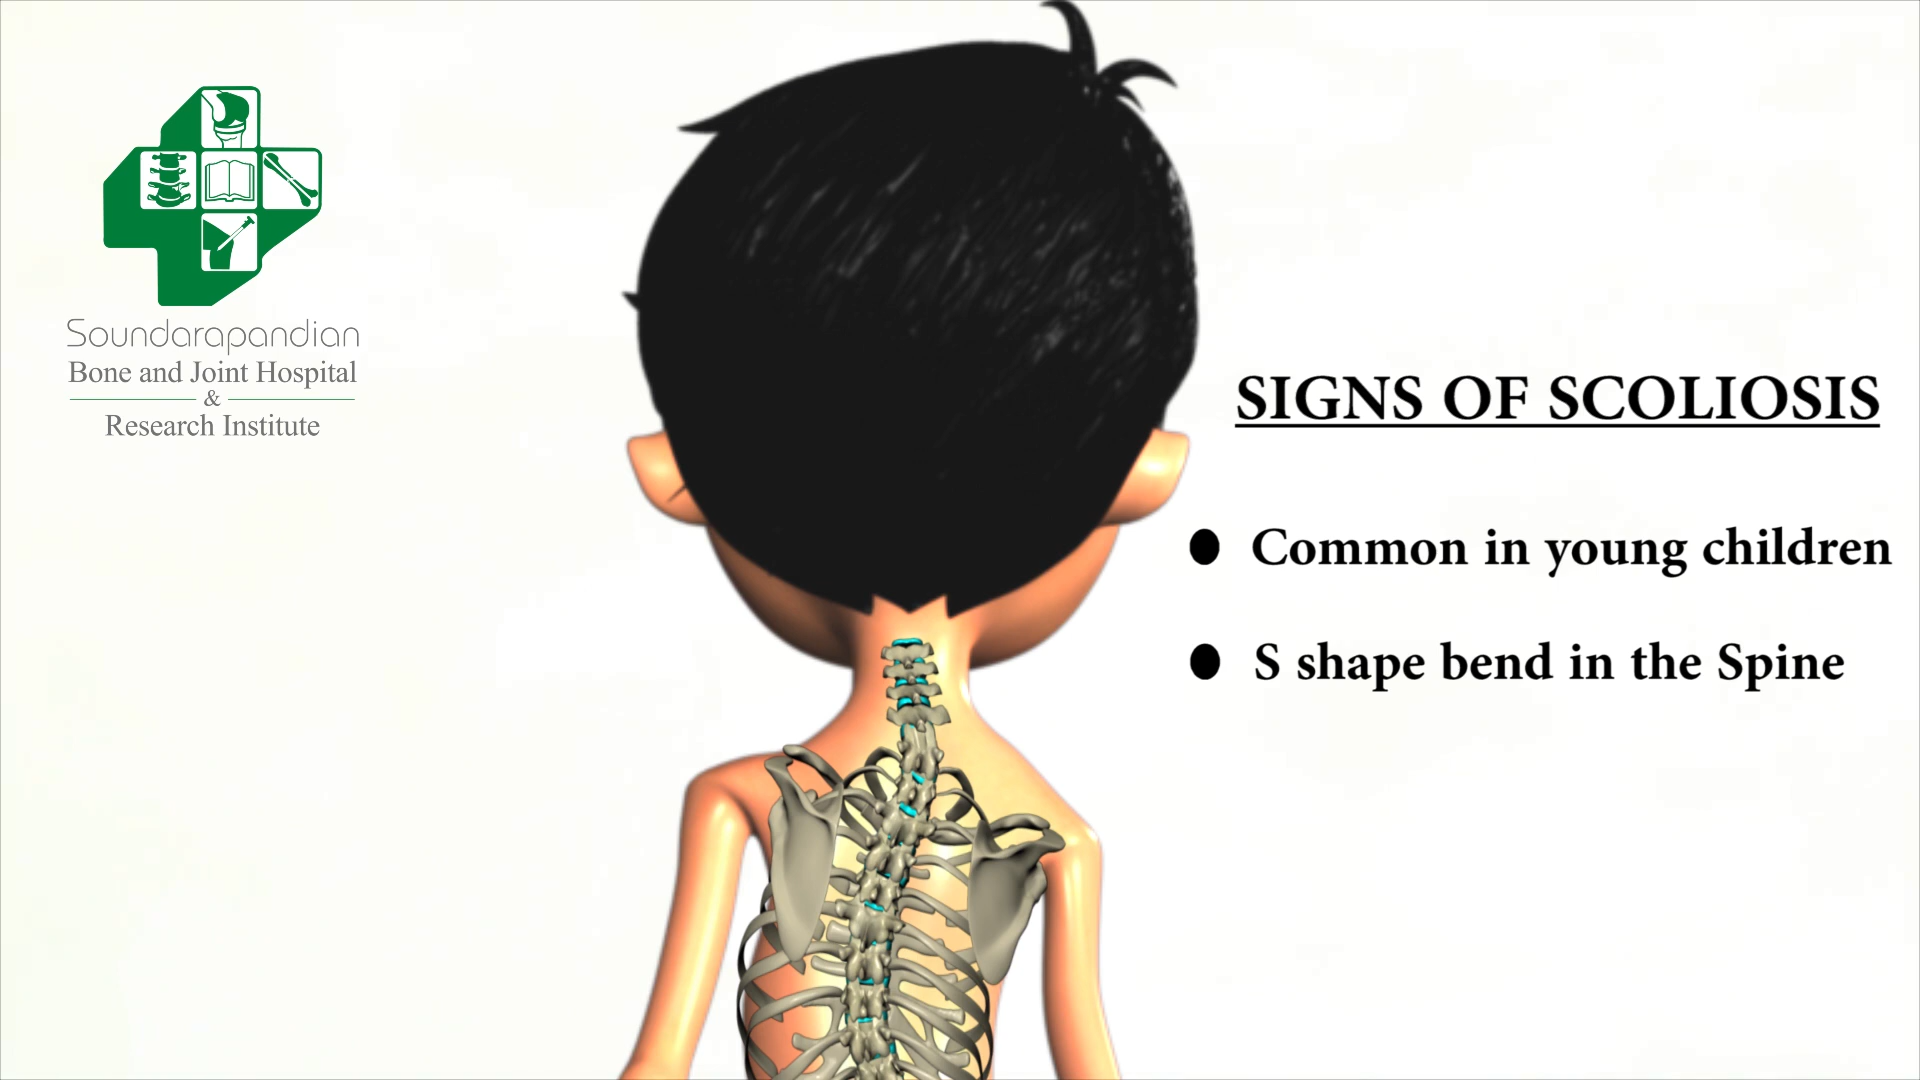 Soundarapandian
Bone and Joint Hospital
&
Research Institute
SIGNS OF SCOLIOSIS
● Common in young children
● S shape bend in the Spine